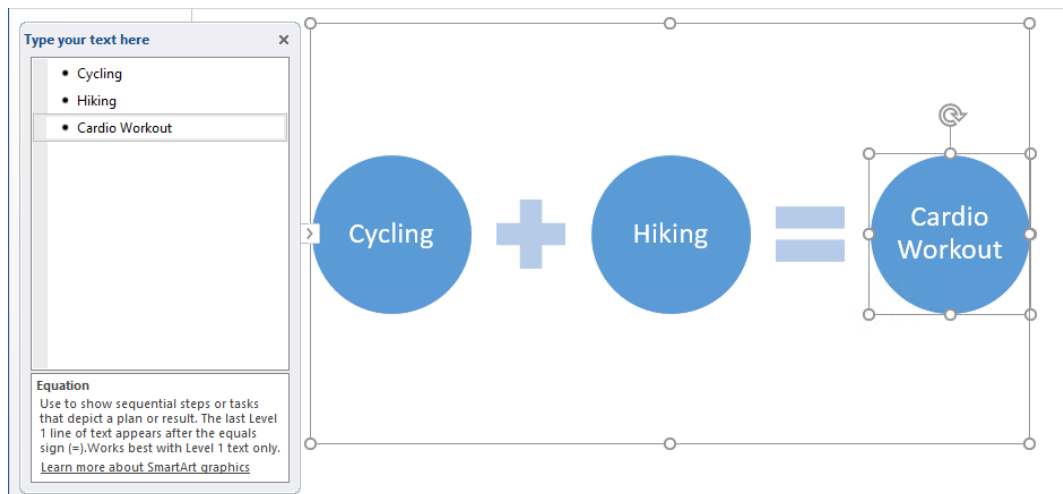 Type your text here
Cycling
Hiking
Cardio Workout
Equation
Use to show sequential steps or tasks
that depict a plan or result. The last Level
1 line of text appears after the equals
sign (=).Works best with Level 1 text only.
Learn more about SmartArt graphics
Cycling
Hiking
Cardio
Workout